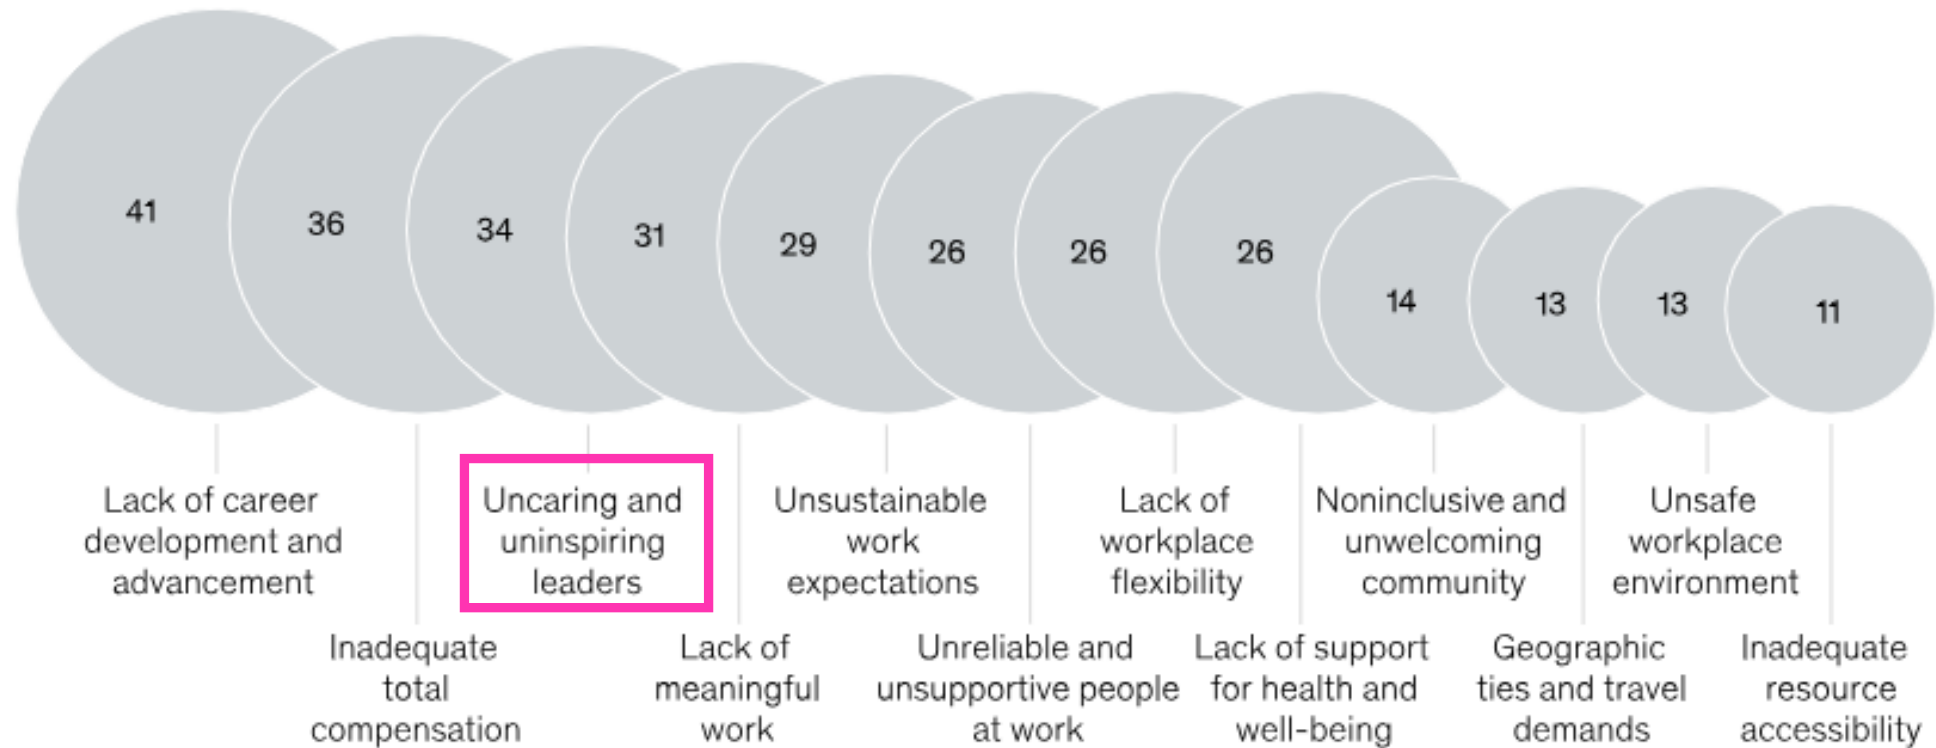 41
36
34
31
29
26
26
26
14
13
13
11
Lack of career
development and
advancement
Inadequate
total
compensation
Uncaring and
uninspiring
leaders
Lack of
meaningful
work
Unsustainable
work
expectations
Unreliable and
unsupportive people
at work
Lack of
workplace
flexibility
Lack of support
for health and
well-being
Noninclusive and
unwelcoming
community
Geographic
ties and travel
demands
Unsafe
workplace
environment
Inadequate
resource
accessibility